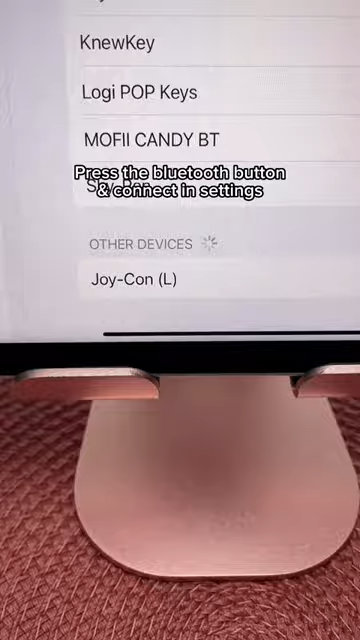 KnewKey
Logi POP Keys
MOFII CANDY BT
Press the bluetooth button
& connect in settings
OTHER DEVICES
Joy-Con (L)